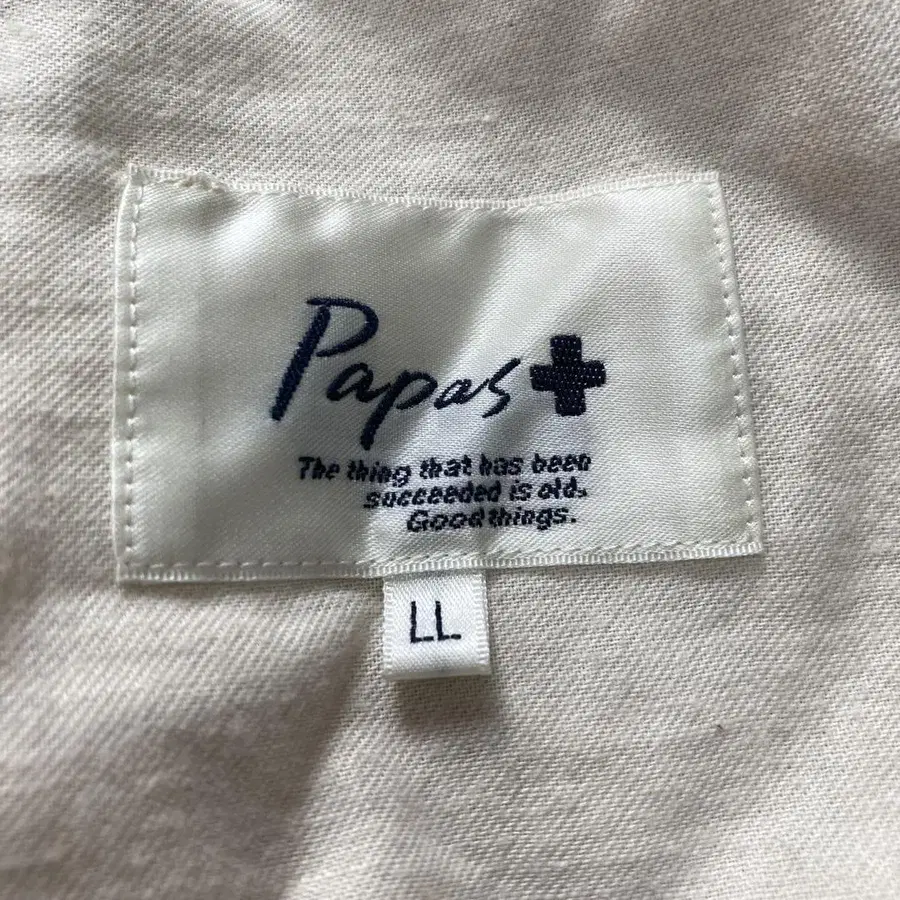 Papas+
The thing that has been
succeeded is old.
Good things.
LL